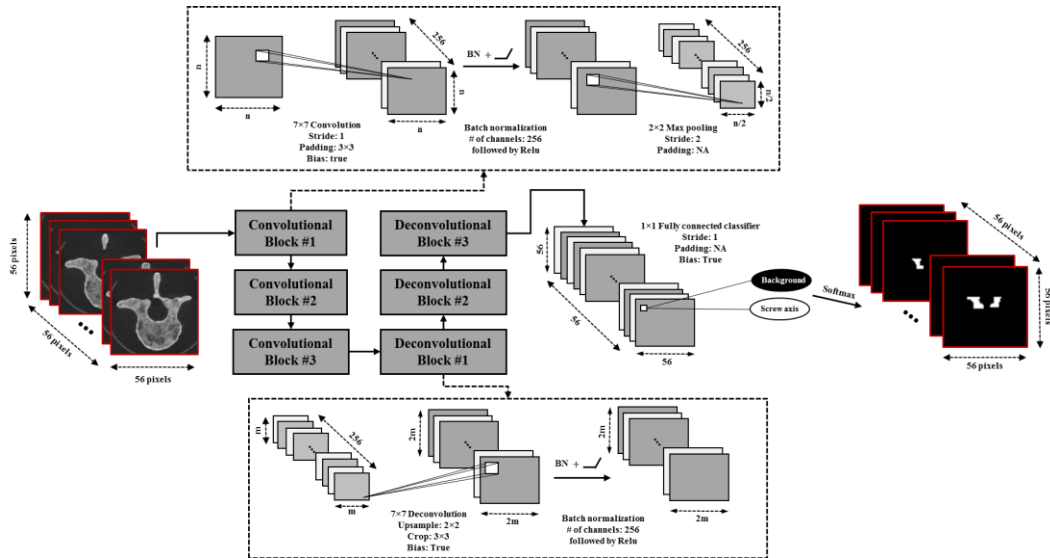 n
n
256
n
n
7×7 Convolution
Stride: 1
Padding: 3×3
Bias: true
BN +
Batch normalization
# of channels: 256
followed by Relu
256
n/2
n/2
2×2 Max pooling
Stride: 2
Padding: NA
56 pixels
56 pixels
56 pixels
Convolutional
Block #1
Convolutional
Block #2
Convolutional
Block #3
Deconvolutional
Block #3
Deconvolutional
Block #2
Deconvolutional
Block #1
56
56
56
1×1 Fully connected classifier
Stride: 1
Padding: NA
Bias: True
Background
Screw axis
Softmax
56 pixels
56 pixels
56 pixels
m
256
m
2m
2m
7×7 Deconvolution
Upsample: 2×2
Crop: 3×3
Bias: True
BN +
Batch normalization
# of channels: 256
followed by Relu
2m
2m